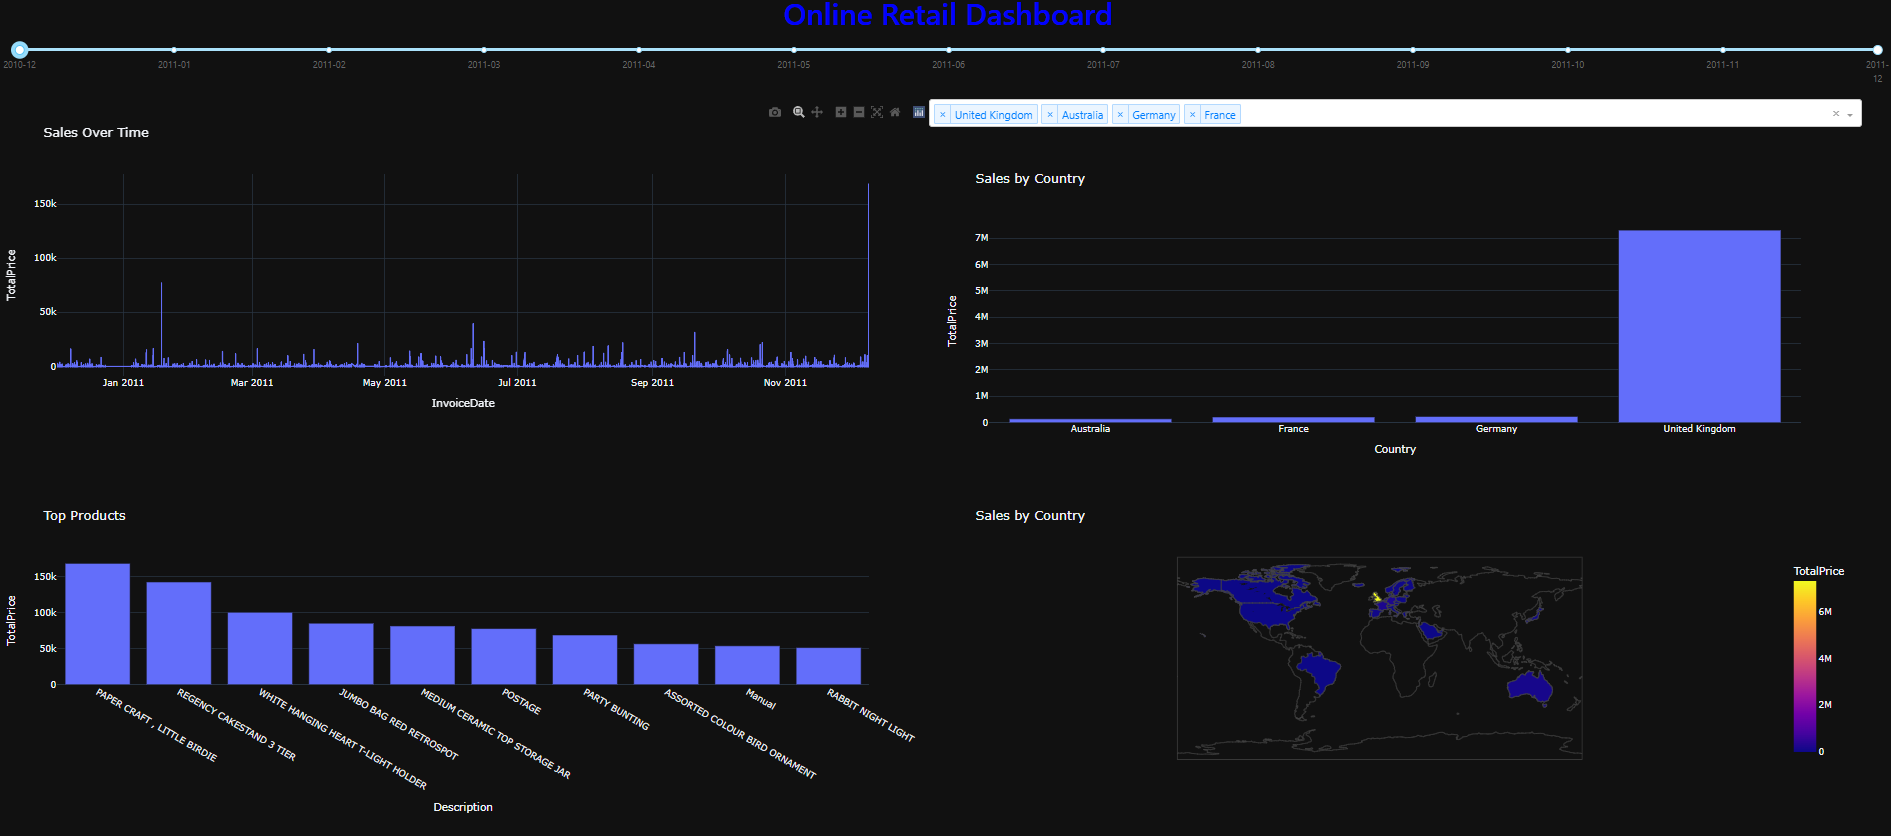 Online Retail Dashboard
2010-12 2011-01 2011-02 2011-03 2011-04 2011-05 2011-06 2011-07 2011-08 2011-09 2011-10 2011-11 2011-12
× United Kingdom × Australia × Germany × France ×
Sales Over Time
150k
100k
50k
0
TotalPrice
Jan 2011 Mar 2011 May 2011 Jul 2011 Sep 2011 Nov 2011
InvoiceDate
Sales by Country
7M
6M
5M
4M
3M
2M
1M
0
TotalPrice
Australia France Germany United Kingdom
Country
Top Products
150k
100k
50k
0
TotalPrice
PAPER CRAFT , LITTLE BIRDIE
REGENCY CAKESTAND 3 TIER
WHITE HANGING HEART T-LIGHT HOLDER
JUMBO BAG RED RETROSPOT
MEDIUM CERAMIC TOP STORAGE JAR
POSTAGE
PARTY BUNTING
ASSORTED COLOUR BIRD ORNAMENT
Manual
RABBIT NIGHT LIGHT
Description
Sales by Country
TotalPrice
6M
4M
2M
0